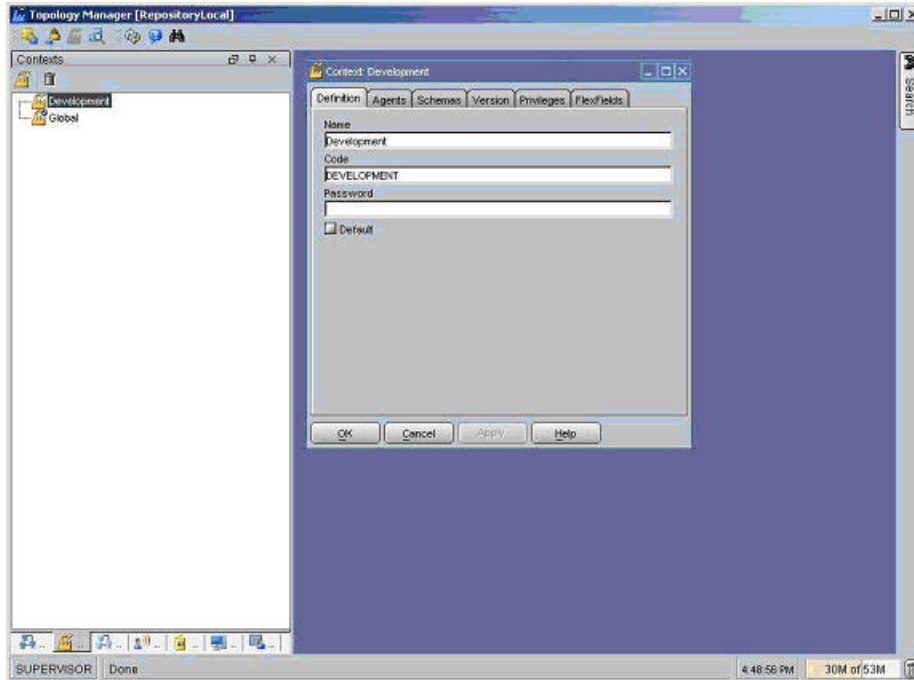 Topology Manager [RepositoryLocal]
Contexts
Development
Global
Context: Development
Definition
Agents
Schemas
Version
Privileges
FlexFields
Name
Development
Code
DEVELOPMENT
Password
Default
OK
Cancel
Apply
Help
Search
SUPERVISOR
Done
4:48:56 PM
30M of 53M